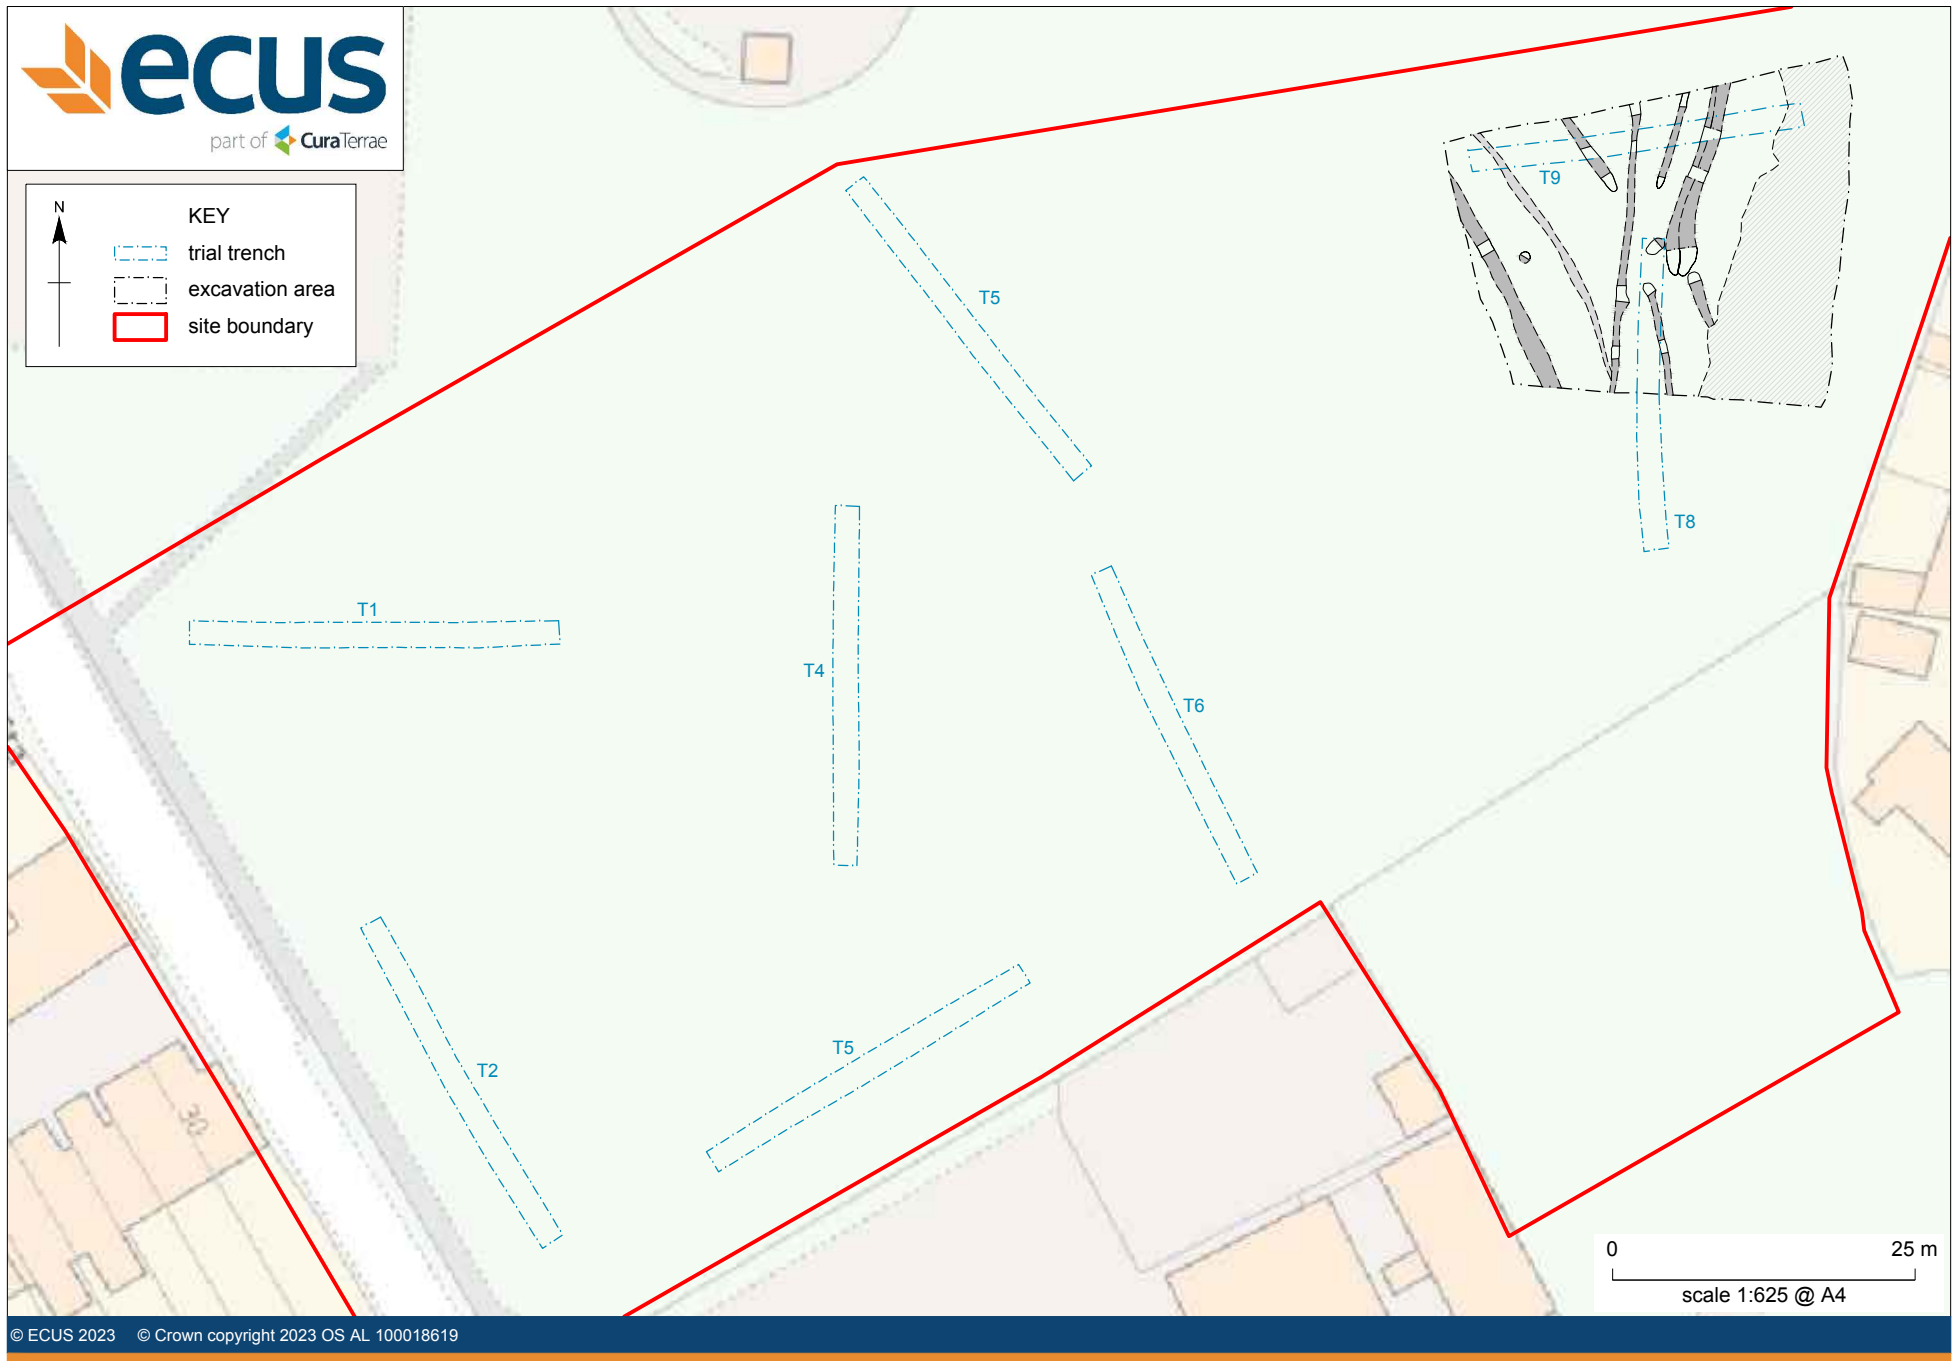 ecus
part of CuraTerrae
N
KEY
trial trench
excavation area
site boundary
T9
T5
T8
T1
T4
T6
T5
T2
30
0 25 m
scale 1:625 @ A4
© ECUS 2023 © Crown copyright 2023 OS AL 100018619